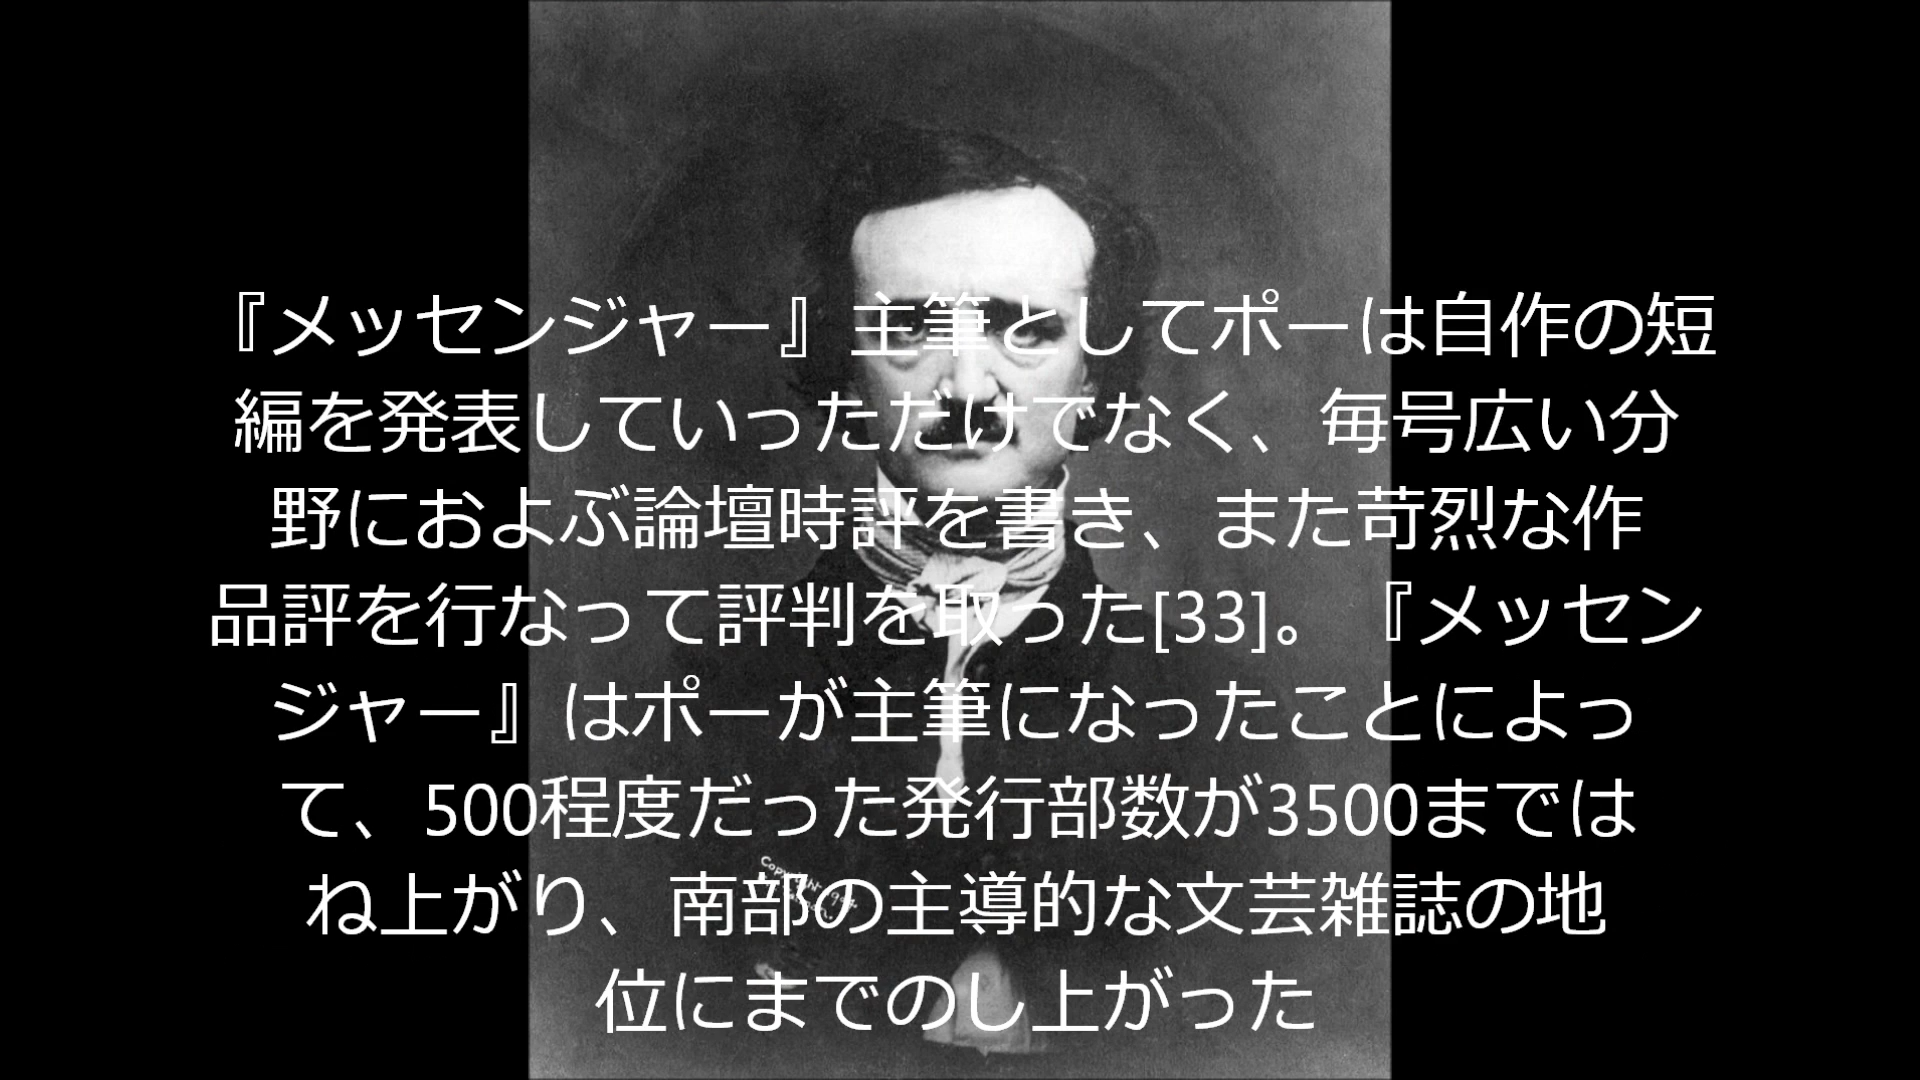 『メッセンジャー』主筆としてポーは自作の短
編を発表していっただけでなく、毎号広い分
野におよぶ論壇時評を書き、また苛烈な作
品評を行なって評判を取った[33]。『メッセン
ジャー』はポーが主筆になったことによっ
て、500程度だった発行部数が3500までは
ね上がり、南部の主導的な文芸雑誌の地
位にまでのし上がった